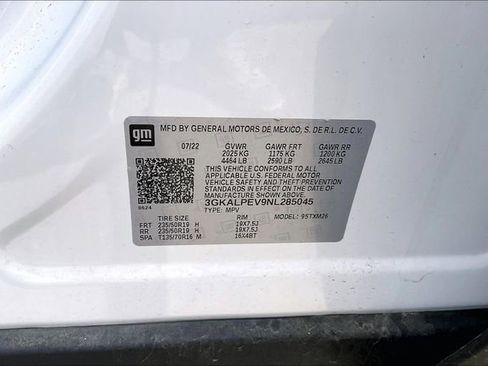 gm
MFD BY GENERAL MOTORS DE MEXICO, S. DE R.L. DE C.V.
07/22 GVWR GAWR FRT GAWR RR
2025 KG 1175 KG 1200 KG
4464 LB 2590 LB 2645 LB
THIS VEHICLE CONFORMS TO ALL
APPLICABLE U.S. FEDERAL MOTOR
VEHICLE SAFETY STANDARDS IN
EFFECT ON THE DATE OF
MANUFACTURE SHOWN ABOVE.
3GKALPEV9NL285045
TYPE: MPV MODEL: 95TXM26
8624
TIRE SIZE RIM
FRT 235/50R19 H 19X7.5J
RR 235/50R19 H 19X7.5J
SPA T135/70R16 M 16X4BT